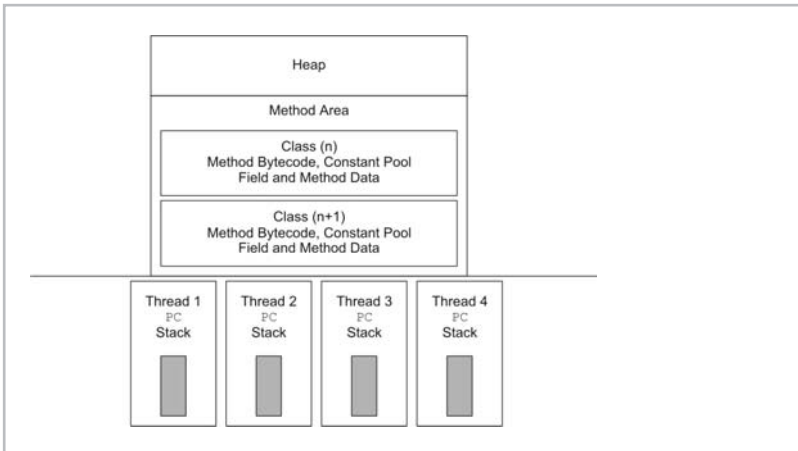 Heap
Method Area
Class (n)
Method Bytecode, Constant Pool
Field and Method Data
Class (n+1)
Method Bytecode, Constant Pool
Field and Method Data
Thread 1
PC
Stack
Thread 2
PC
Stack
Thread 3
PC
Stack
Thread 4
PC
Stack